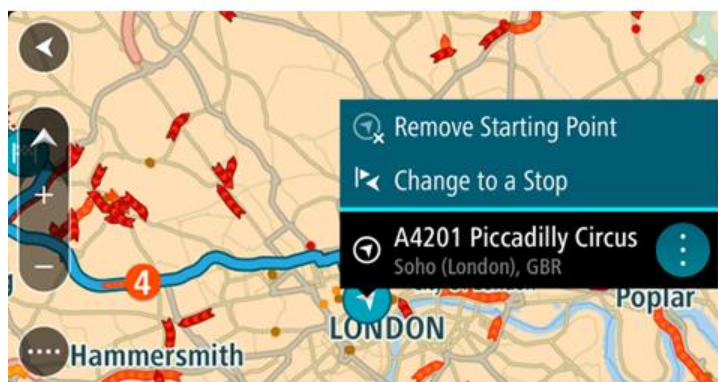 Remove Starting Point
Change to a Stop
A4201 Piccadilly Circus
Soho (London), GBR
4
Poplar
LONDON
Hammersmith